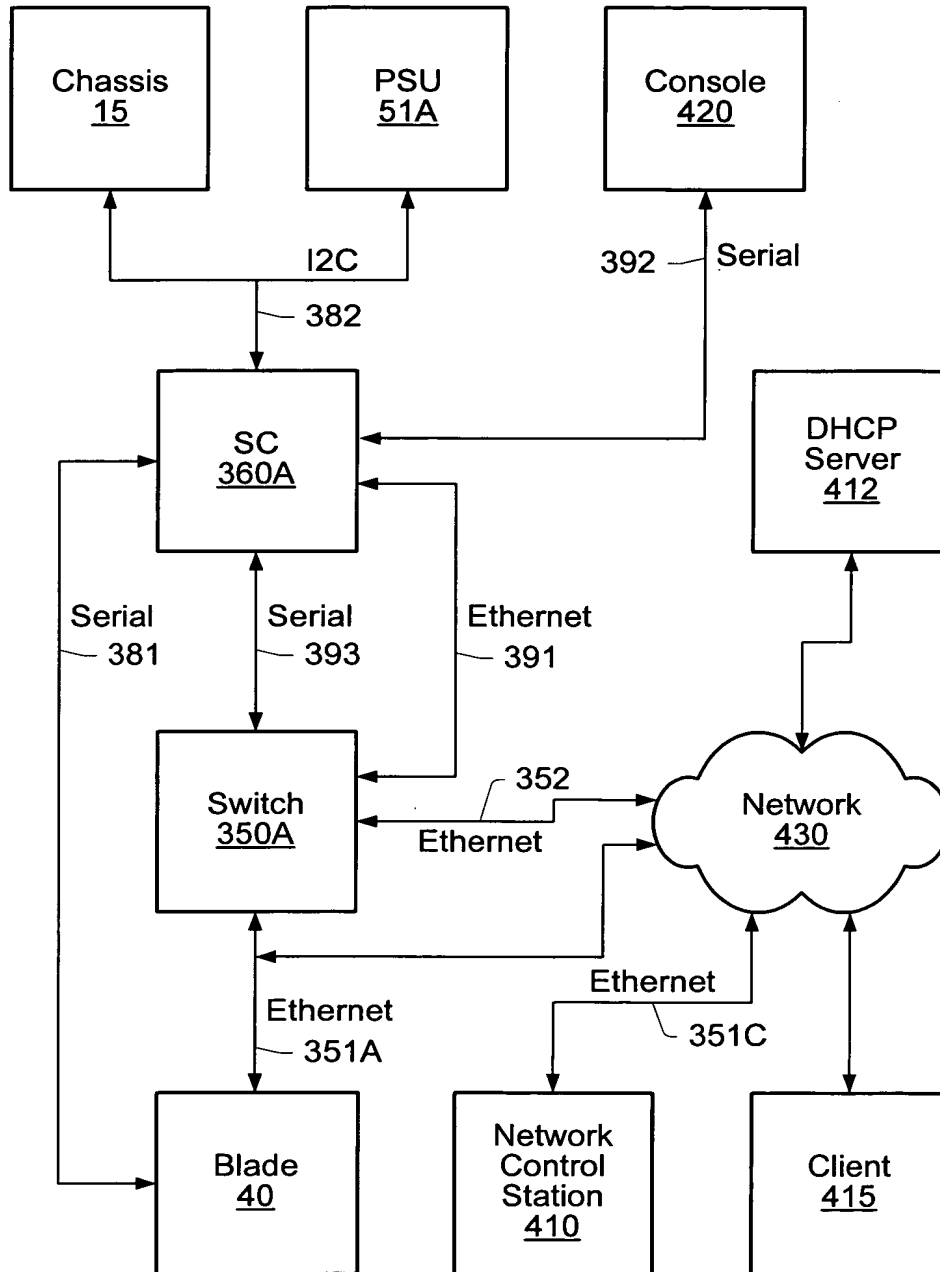 Chassis
15
PSU
51A
Console
420
I2C
382
392
Serial
SC
360A
DHCP
Server
412
Serial
381
Serial
393
Ethernet
391
Switch
350A
352
Ethernet
Network
430
Ethernet
351A
Ethernet
351C
Blade
40
Network
Control
Station
410
Client
415